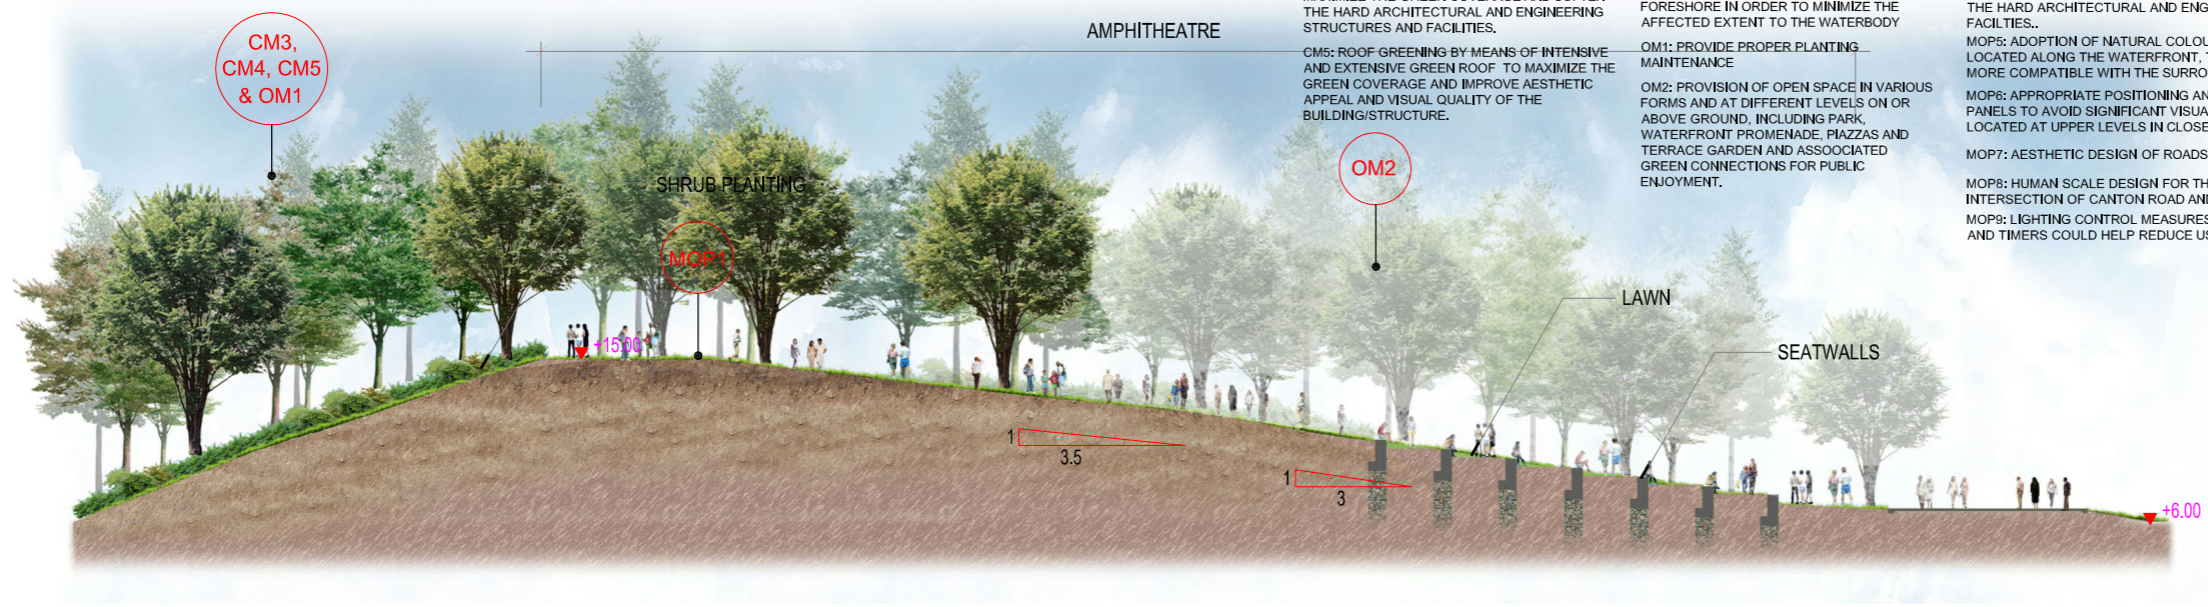 CM3,
CM4, CM5
& OM1
AMPHITHEATRE
SHRUB PLANTING
MOP1
+15.00
1
3.5
1
3
OM2
LAWN
SEATWALLS
+6.00
THE HARD ARCHITECTURAL AND ENGINEERING
STRUCTURES AND FACILITIES.
CM5: ROOF GREENING BY MEANS OF INTENSIVE
AND EXTENSIVE GREEN ROOF TO MAXIMIZE THE
GREEN COVERAGE AND IMPROVE AESTHETIC
APPEAL AND VISUAL QUALITY OF THE
BUILDING/STRUCTURE.
FORESHORE IN ORDER TO MINIMIZE THE
AFFECTED EXTENT TO THE WATERBODY
OM1: PROVIDE PROPER PLANTING
MAINTENANCE
OM2: PROVISION OF OPEN SPACE IN VARIOUS
FORMS AND AT DIFFERENT LEVELS ON OR
ABOVE GROUND, INCLUDING PARK,
WATERFRONT PROMENADE, PIAZZAS AND
TERRACE GARDEN AND ASSOOCIATED
GREEN CONNECTIONS FOR PUBLIC
ENJOYMENT.
THE HARD ARCHITECTURAL AND ENG
FACILTIES..
MOP5: ADOPTION OF NATURAL COLOU
LOCATED ALONG THE WATERFRONT, T
MORE COMPATIBLE WITH THE SURRO
MOP6: APPROPRIATE POSITIONING AN
PANELS TO AVOID SIGNIFICANT VISUA
LOCATED AT UPPER LEVELS IN CLOSE
MOP7: AESTHETIC DESIGN OF ROADS
MOP8: HUMAN SCALE DESIGN FOR TH
INTERSECTION OF CANTON ROAD AN
MOP9: LIGHTING CONTROL MEASURES
AND TIMERS COULD HELP REDUCE US